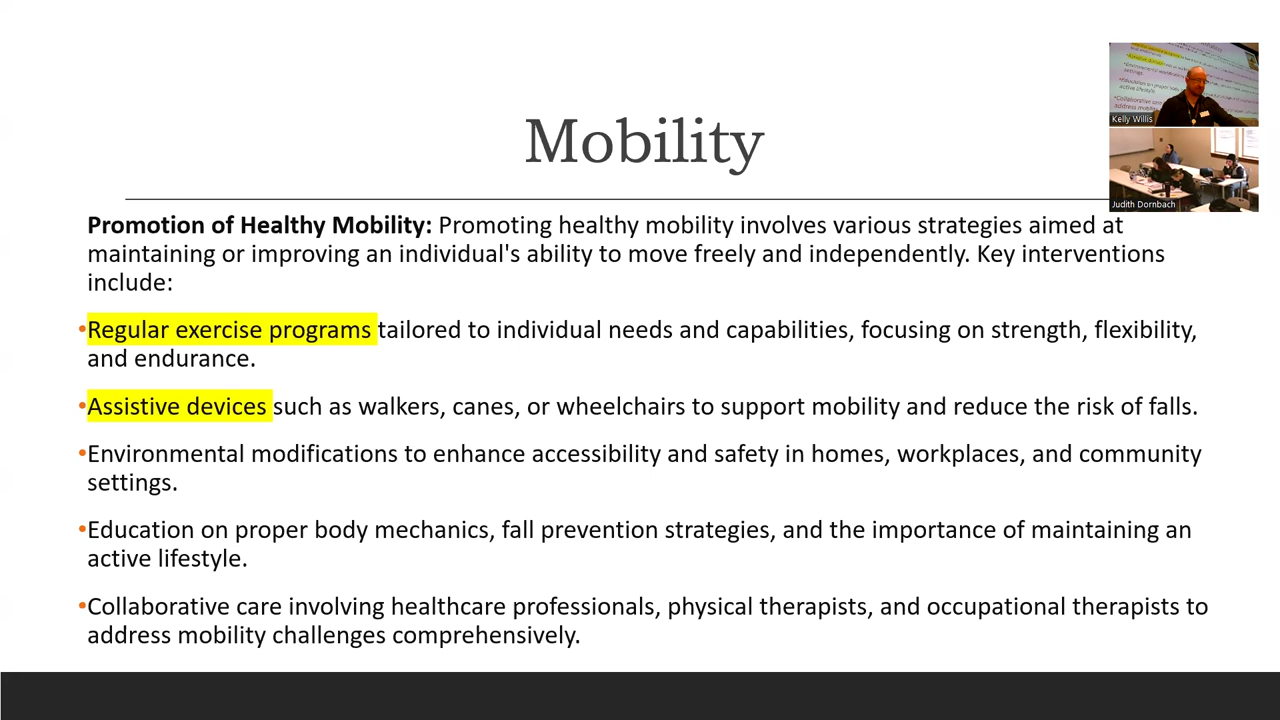 Mobility
Kelly Willis
Judith Dornbach
Promotion of Healthy Mobility: Promoting healthy mobility involves various strategies aimed at
maintaining or improving an individual's ability to move freely and independently. Key interventions
include:
•Regular exercise programs tailored to individual needs and capabilities, focusing on strength, flexibility,
and endurance.
•Assistive devices such as walkers, canes, or wheelchairs to support mobility and reduce the risk of falls.
•Environmental modifications to enhance accessibility and safety in homes, workplaces, and community
settings.
•Education on proper body mechanics, fall prevention strategies, and the importance of maintaining an
active lifestyle.
•Collaborative care involving healthcare professionals, physical therapists, and occupational therapists to
address mobility challenges comprehensively.